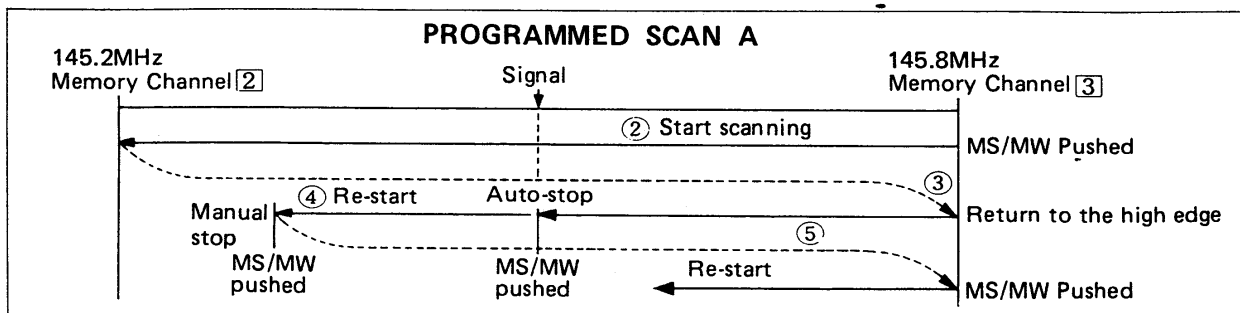 PROGRAMMED SCAN A
145.2MHz
Memory Channel 2
Signal
145.8MHz
Memory Channel 3
② Start scanning
MS/MW Pushed
③
④ Re-start
Auto-stop
Manual
stop
Return to the high edge
⑤
MS/MW
pushed
MS/MW
pushed
Re-start
MS/MW Pushed